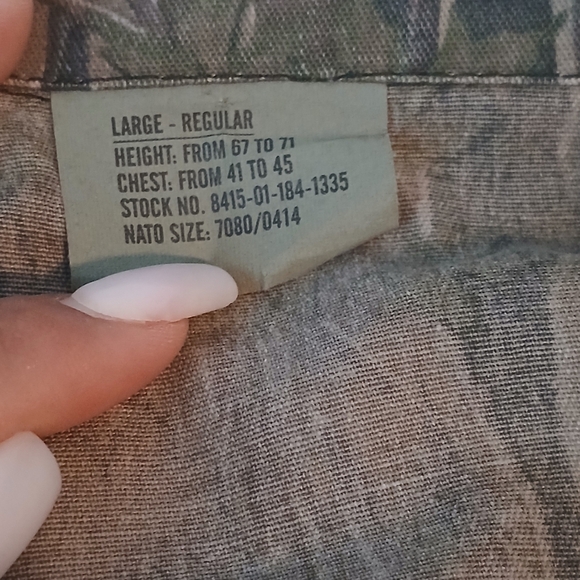 LARGE - REGULAR
HEIGHT: FROM 67 TO 71
CHEST: FROM 41 TO 45
STOCK NO. 8415-01-184-1335
NATO SIZE: 7080/0414